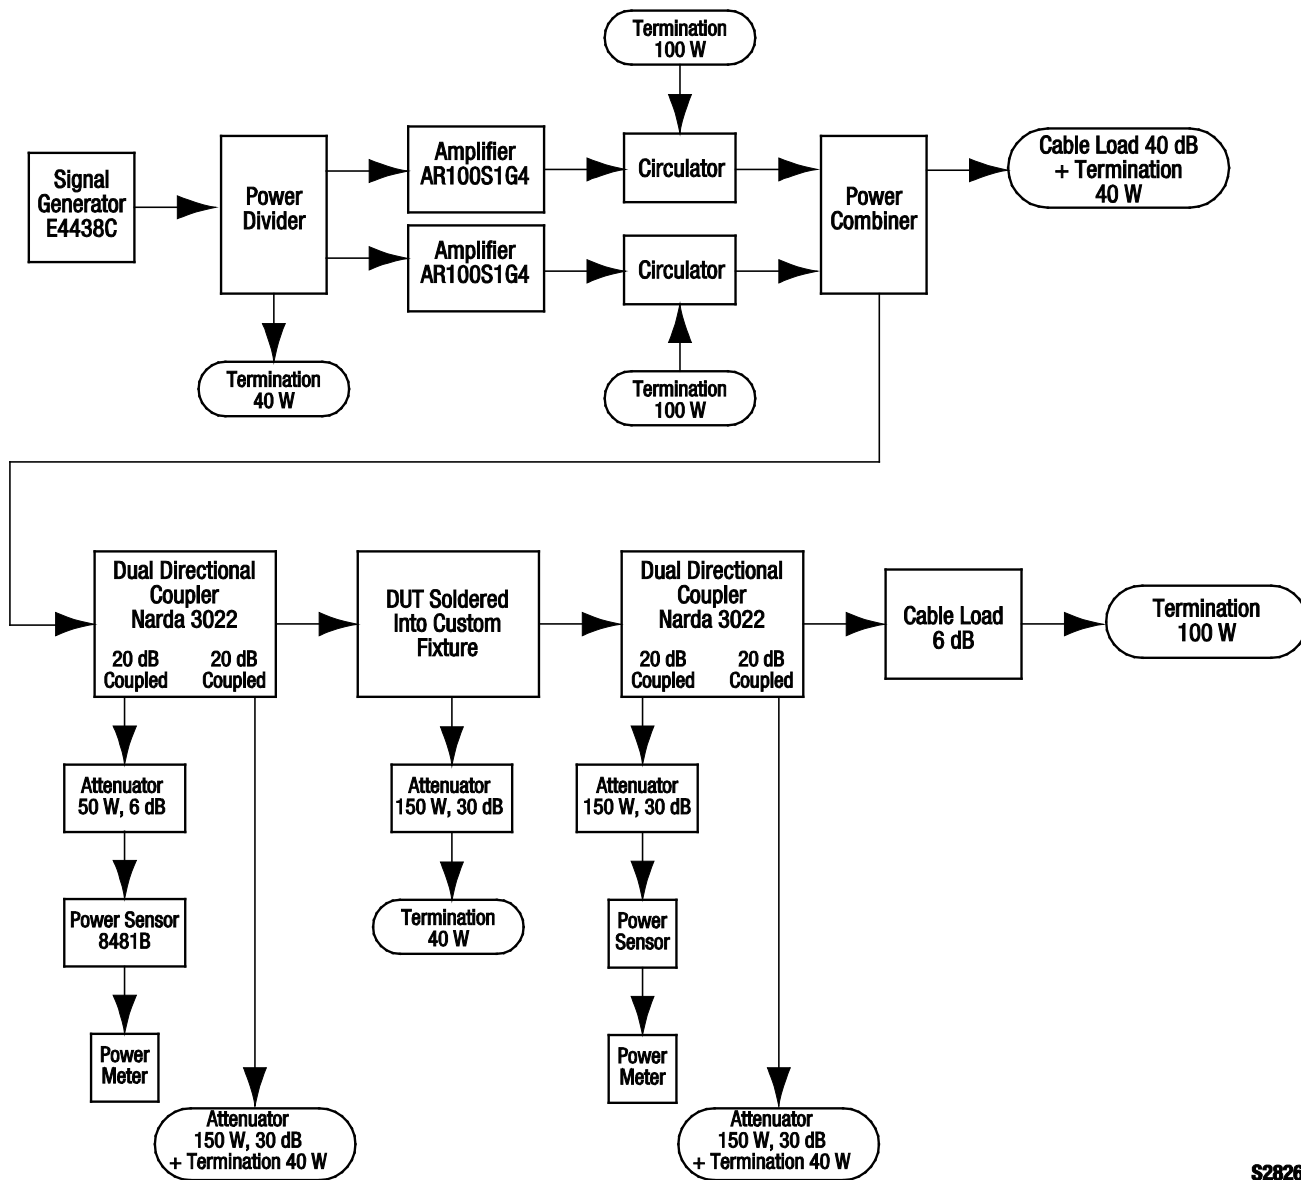 Termination
100 W
Signal
Generator
E4438C
Power
Divider
Amplifier
AR100S1G4
Circulator
Power
Combiner
Cable Load 40 dB
+ Termination
40 W
Amplifier
AR100S1G4
Circulator
Termination
40 W
Termination
100 W
Dual Directional
Coupler
Narda 3022
20 dB
Coupled
20 dB
Coupled
DUT Soldered
Into Custom
Fixture
Dual Directional
Coupler
Narda 3022
20 dB
Coupled
20 dB
Coupled
Cable Load
6 dB
Termination
100 W
Attenuator
50 W, 6 dB
Attenuator
150 W, 30 dB
Attenuator
150 W, 30 dB
Power Sensor
8481B
Termination
40 W
Power
Sensor
Power
Meter
Power
Meter
Attenuator
150 W, 30 dB
+ Termination 40 W
Attenuator
150 W, 30 dB
+ Termination 40 W
S2826